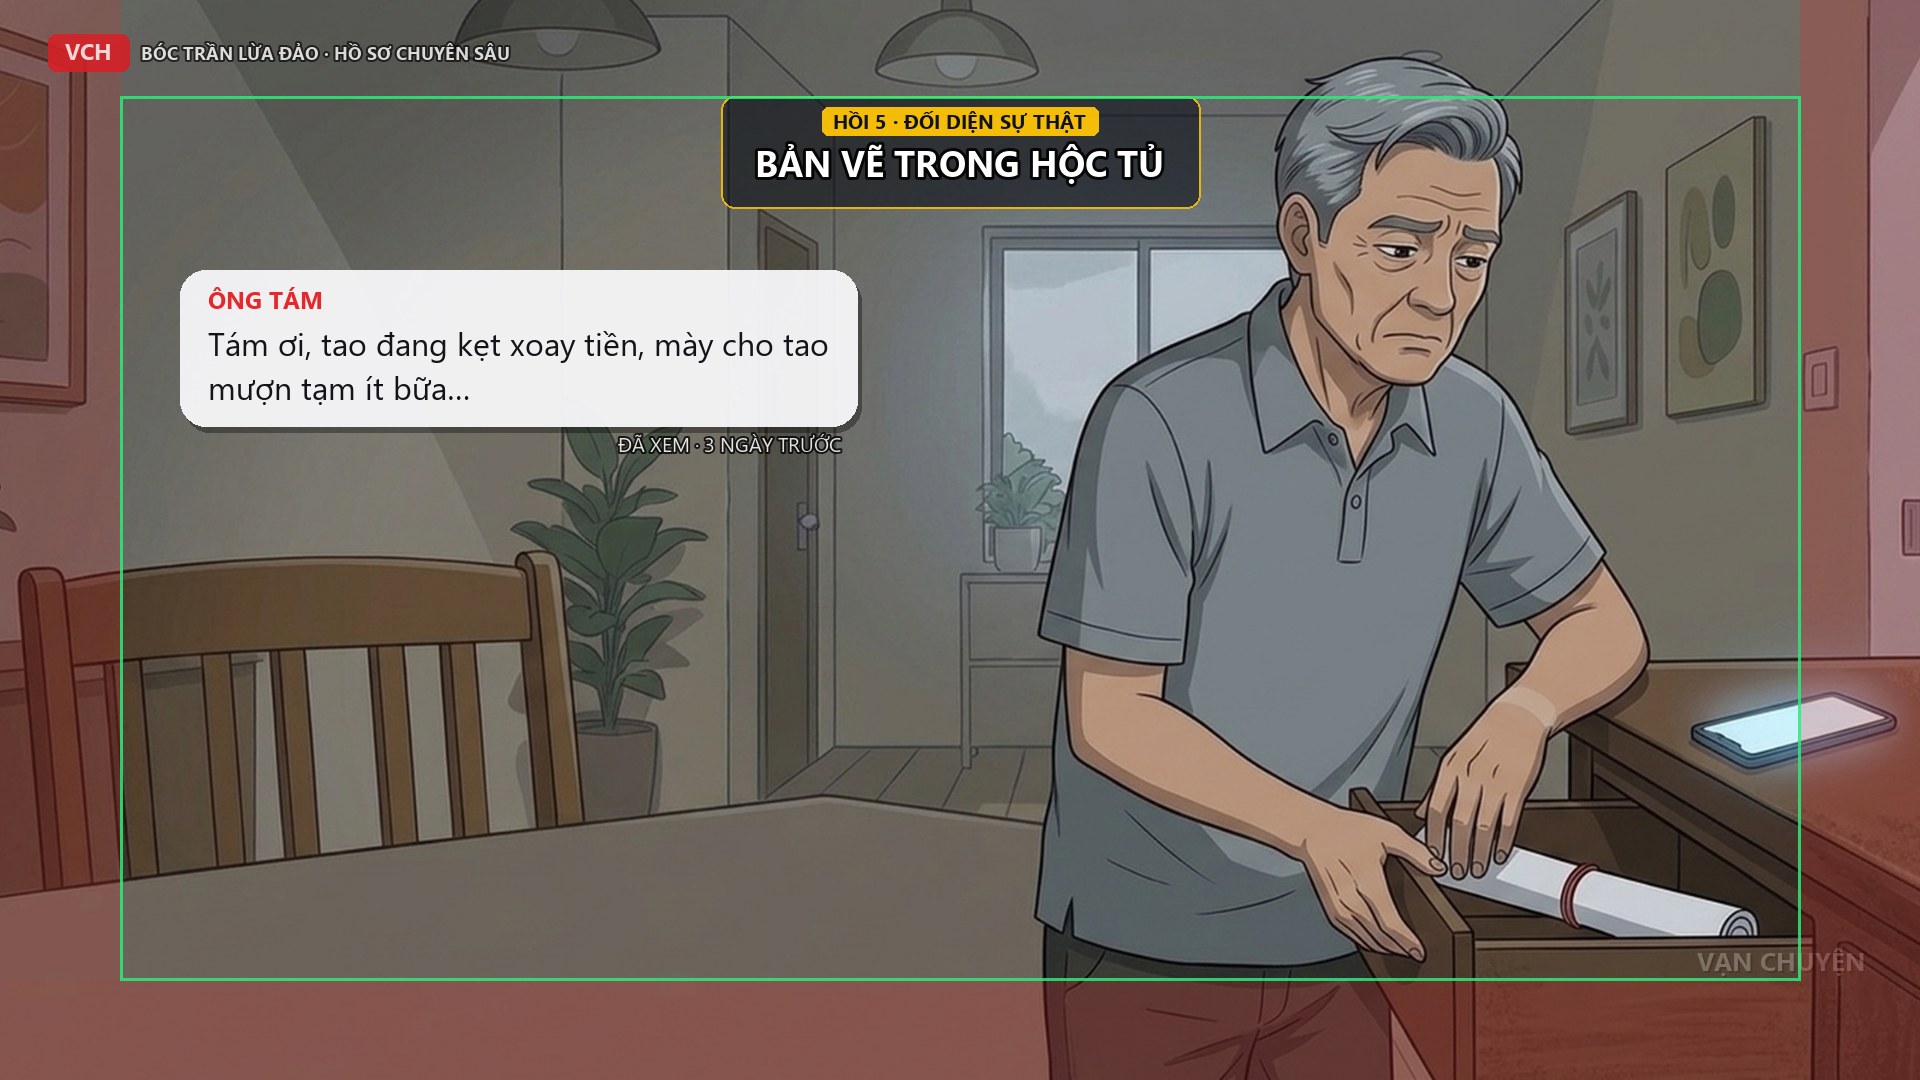 VCH
BÓC TRẦN LỪA ĐẢO · HỒ SƠ CHUYÊN SÂU
HỒI 5 · ĐỐI DIỆN SỰ THẬT
BẢN VẼ TRONG HỘC TỦ
ÔNG TÁM
Tám ơi, tao đang kẹt xoay tiền, mày cho tao
mượn tạm ít bữa...
ĐÃ XEM · 3 NGÀY TRƯỚC
VẠN CHUYỆN